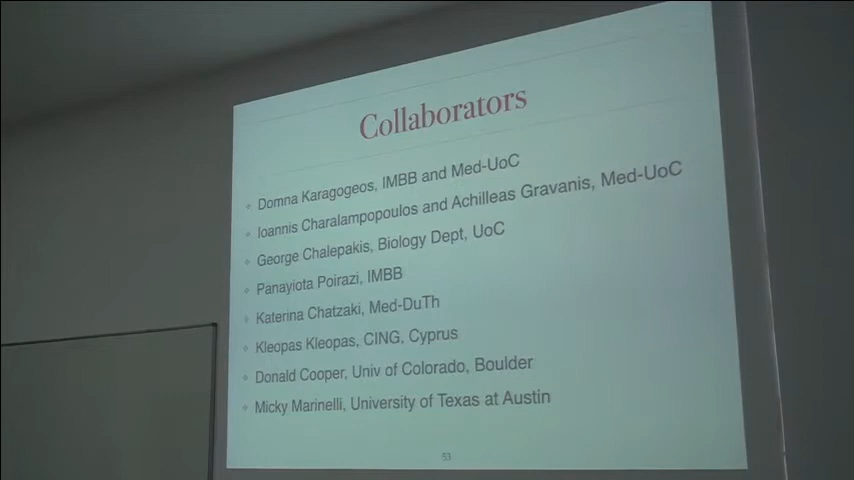 Collaborators
Domna Karagogeos, IMBB and Med-UoC
Ioannis Charalampopoulos and Achilleas Gravanis, Med-UoC
George Chalepakis, Biology Dept, UoC
Panayiota Poirazi, IMBB
Katerina Chatzaki, Med-DuTh
Kleopas Kleopas, CING, Cyprus
Donald Cooper, Univ of Colorado, Boulder
Micky Marinelli, University of Texas at Austin
53